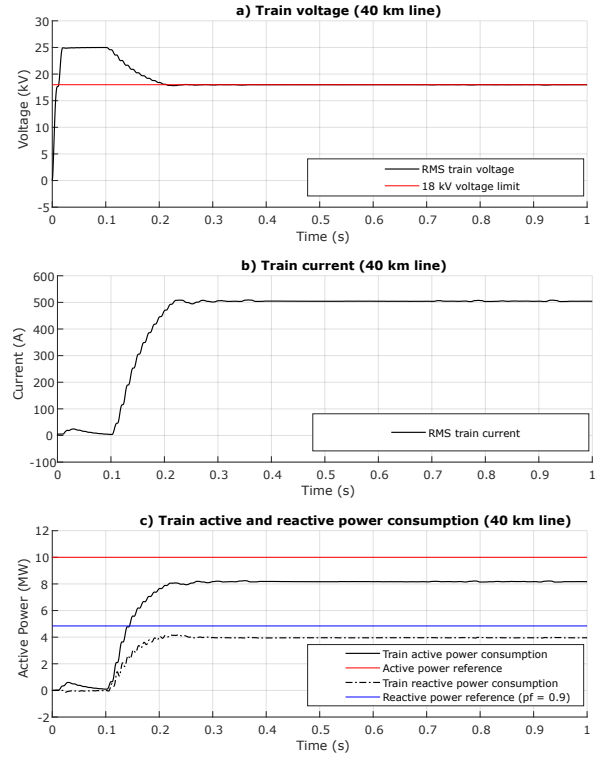 a) Train voltage (40 km line)
30
25
20
15
10
5
0
-5
Voltage (kV)
RMS train voltage
18 kV voltage limit
0 0.1 0.2 0.3 0.4 0.5 0.6 0.7 0.8 0.9 1
Time (s)
b) Train current (40 km line)
600
500
400
300
200
100
0
-100
Current (A)
RMS train current
0 0.1 0.2 0.3 0.4 0.5 0.6 0.7 0.8 0.9 1
Time (s)
c) Train active and reactive power consumption (40 km line)
12
10
8
6
4
2
0
-2
Active Power (MW)
Train active power consumption
Active power reference
Train reactive power consumption
Reactive power reference (pf = 0.9)
0 0.1 0.2 0.3 0.4 0.5 0.6 0.7 0.8 0.9 1
Time (s)